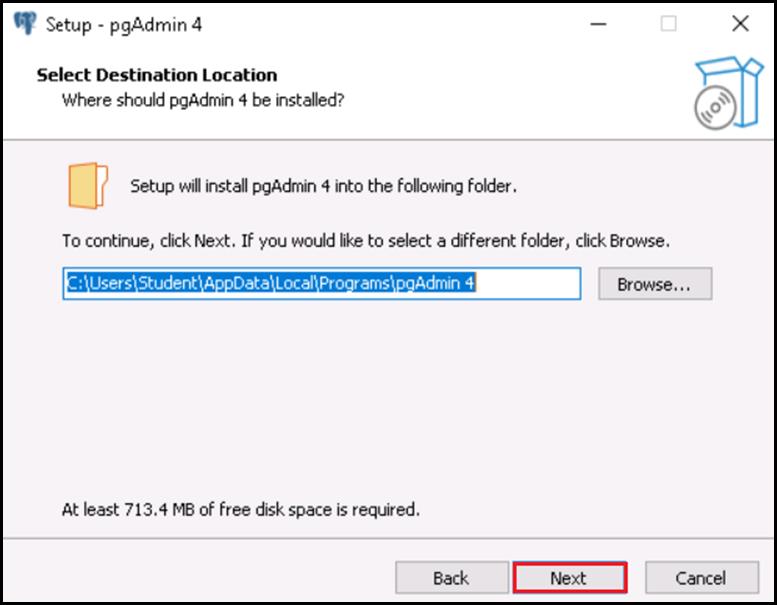 Setup - pgAdmin 4
Select Destination Location
Where should pgAdmin 4 be installed?
Setup will install pgAdmin 4 into the following folder.
To continue, click Next. If you would like to select a different folder, click Browse.
C:\Users\Student\AppData\Local\Programs\pgAdmin 4
Browse...
At least 713.4 MB of free disk space is required.
Back
Next
Cancel